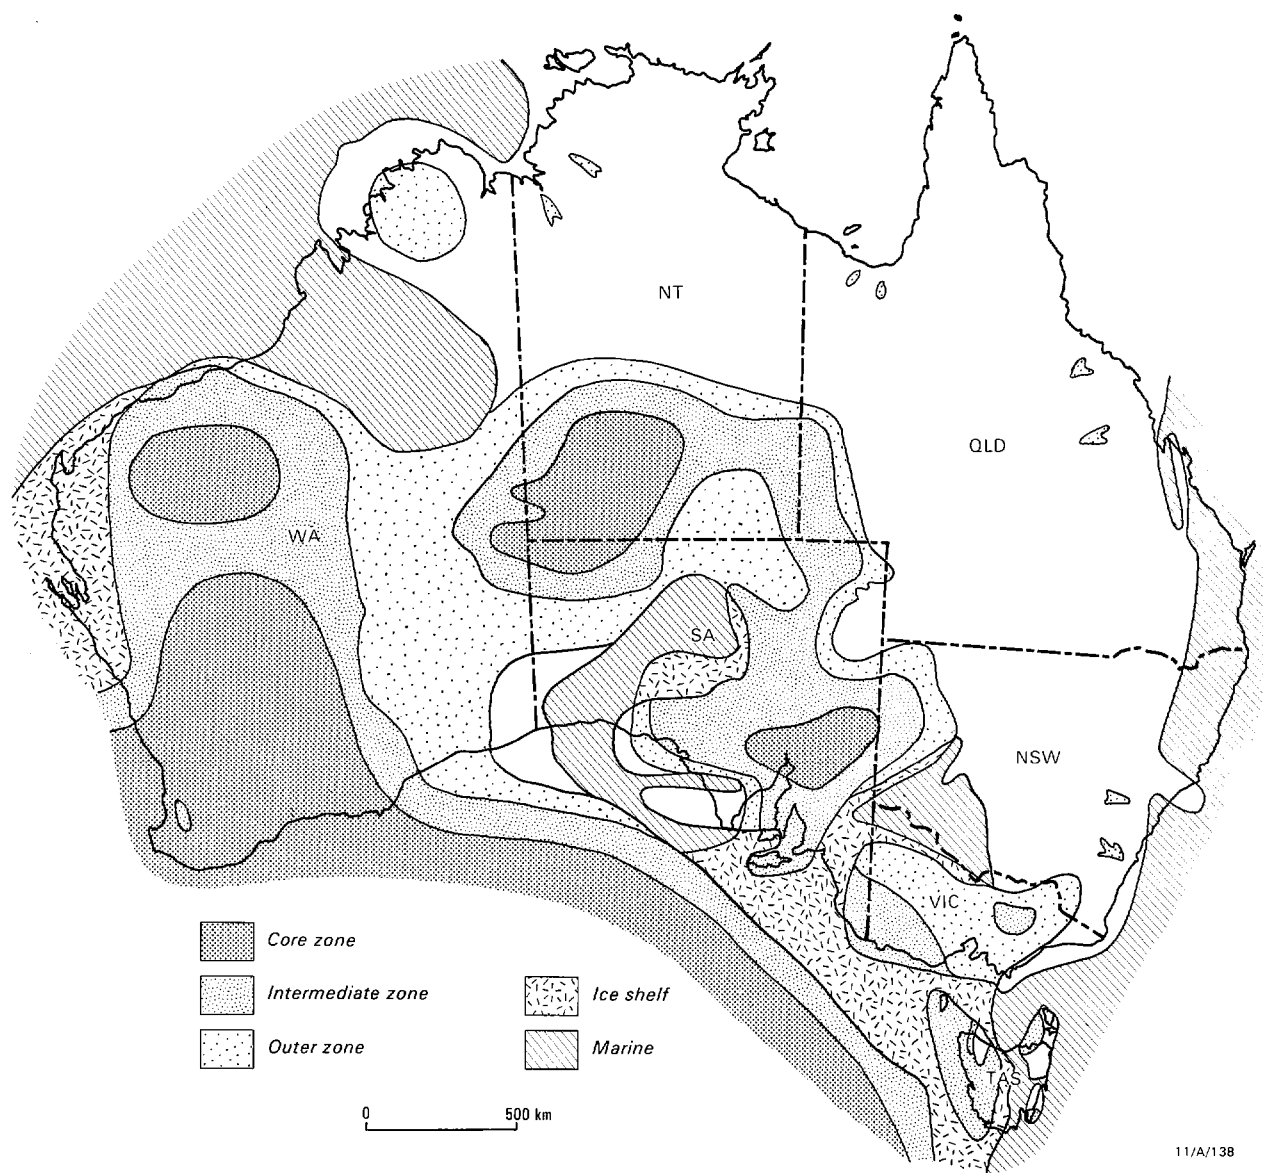 NT
QLD
WA
SA
NSW
VIC
TAS
Core zone
Intermediate zone
Outer zone
Ice shelf
Marine
0
500 km
11/A/138